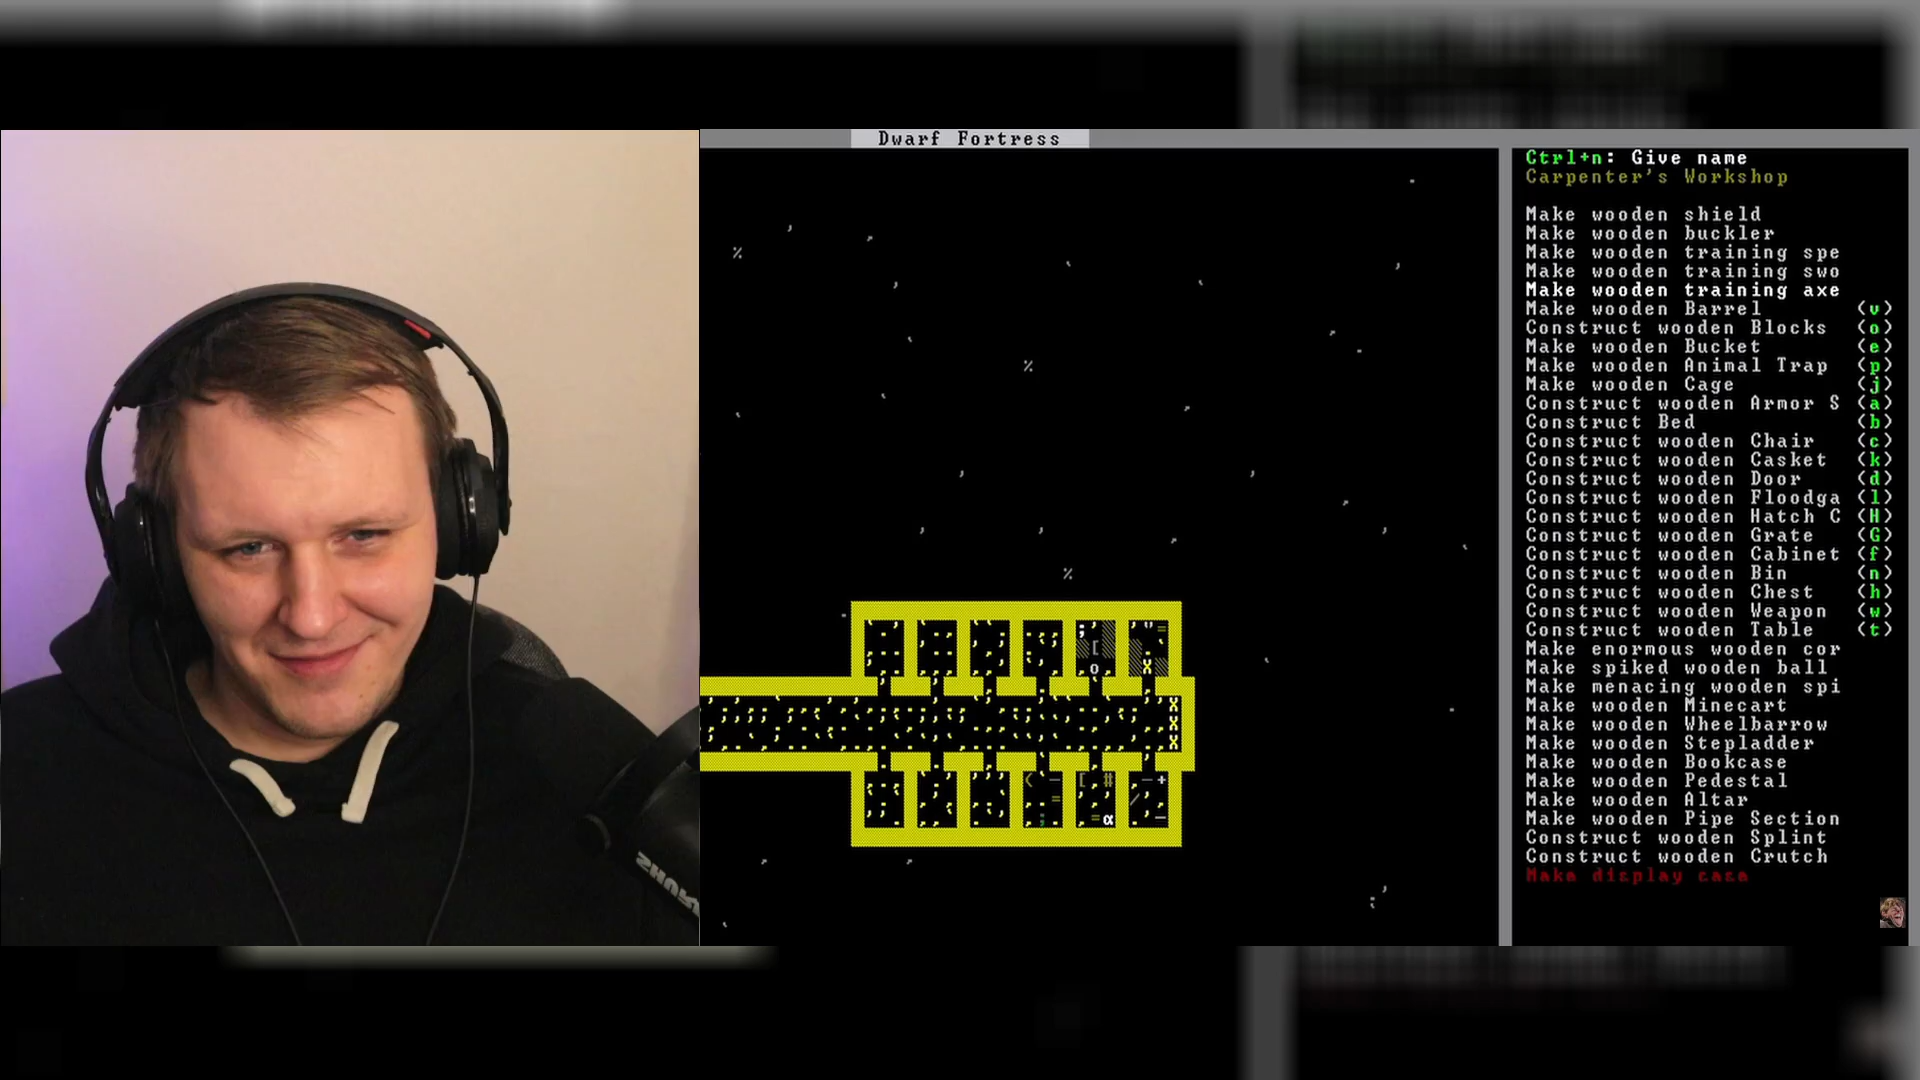 Dwarf Fortress
Ctrl+n: Give name
Carpenter's Workshop
Make wooden shield
Make wooden buckler
Make wooden training spe
Make wooden training swo
Make wooden training axe
Make wooden Barrel (v)
Construct wooden Blocks (o)
Make wooden Bucket (e)
Make wooden Animal Trap (p)
Make wooden Cage (j)
Construct wooden Armor S (a)
Construct Bed (b)
Construct wooden Chair (c)
Construct wooden Casket (k)
Construct wooden Door (d)
Construct wooden Floodga (l)
Construct wooden Hatch C (H)
Construct wooden Grate (G)
Construct wooden Cabinet (f)
Construct wooden Bin (n)
Construct wooden Chest (h)
Construct wooden Weapon (w)
Construct wooden Table (t)
Make enormous wooden cor
Make spiked wooden ball
Make menacing wooden spi
Make wooden Minecart
Make wooden Wheelbarrow
Make wooden Stepladder
Make wooden Bookcase
Make wooden Pedestal
Make wooden Altar
Make wooden Pipe Section
Construct wooden Splint
Construct wooden Crutch
Make display case